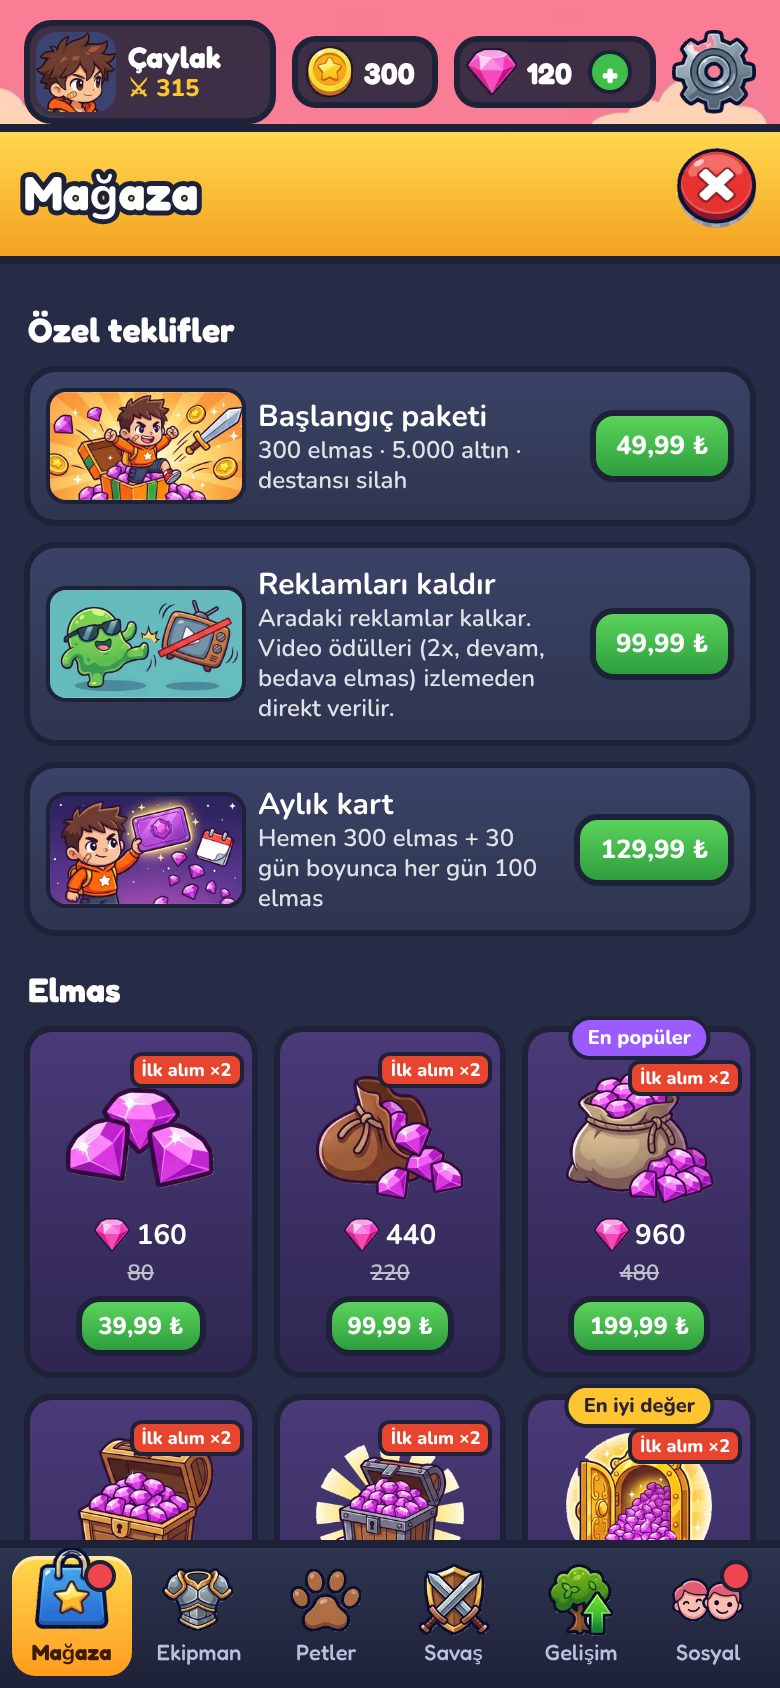 Çaylak
315
300
120
Mağaza
Özel teklifler
Başlangıç paketi
300 elmas · 5.000 altın ·
destansı silah
49,99 ₺
Reklamları kaldır
Aradaki reklamlar kalkar.
Video ödülleri (2x, devam,
bedava elmas) izlemeden
direkt verilir.
99,99 ₺
Aylık kart
Hemen 300 elmas + 30
gün boyunca her gün 100
elmas
129,99 ₺
Elmas
İlk alım ×2
160
80
39,99 ₺
İlk alım ×2
440
220
99,99 ₺
En popüler
İlk alım ×2
960
480
199,99 ₺
İlk alım ×2
İlk alım ×2
En iyi değer
İlk alım ×2
Mağaza
Ekipman
Petler
Savaş
Gelişim
Sosyal